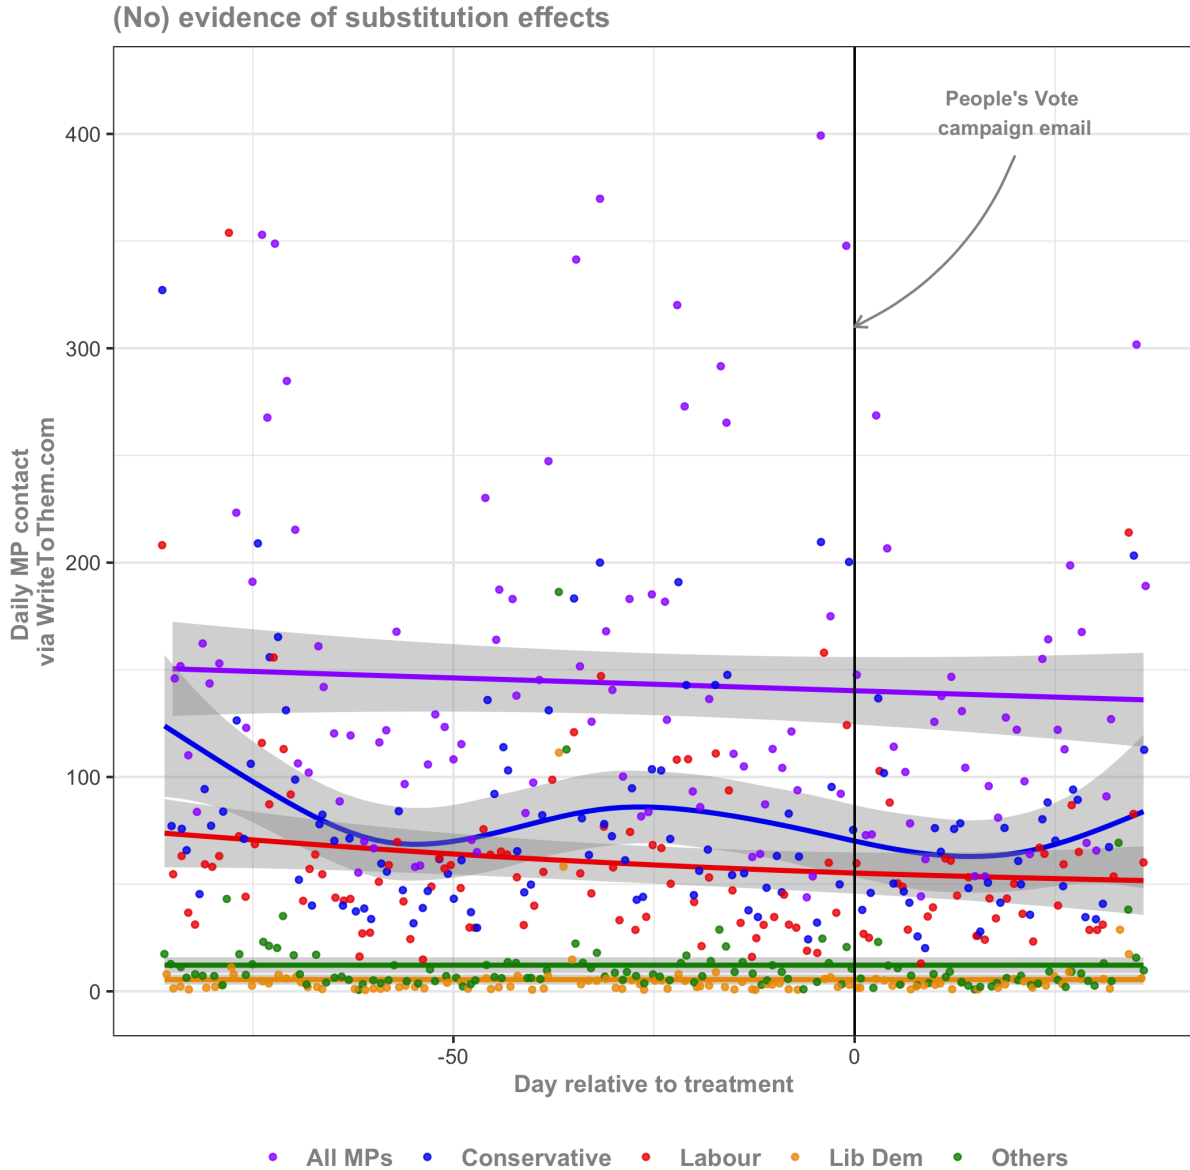 (No) evidence of substitution effects
People's Vote
campaign email
400
300
200
100
0
Daily MP contact
via WriteToThem.com
-50
0
Day relative to treatment
All MPs
Conservative
Labour
Lib Dem
Others